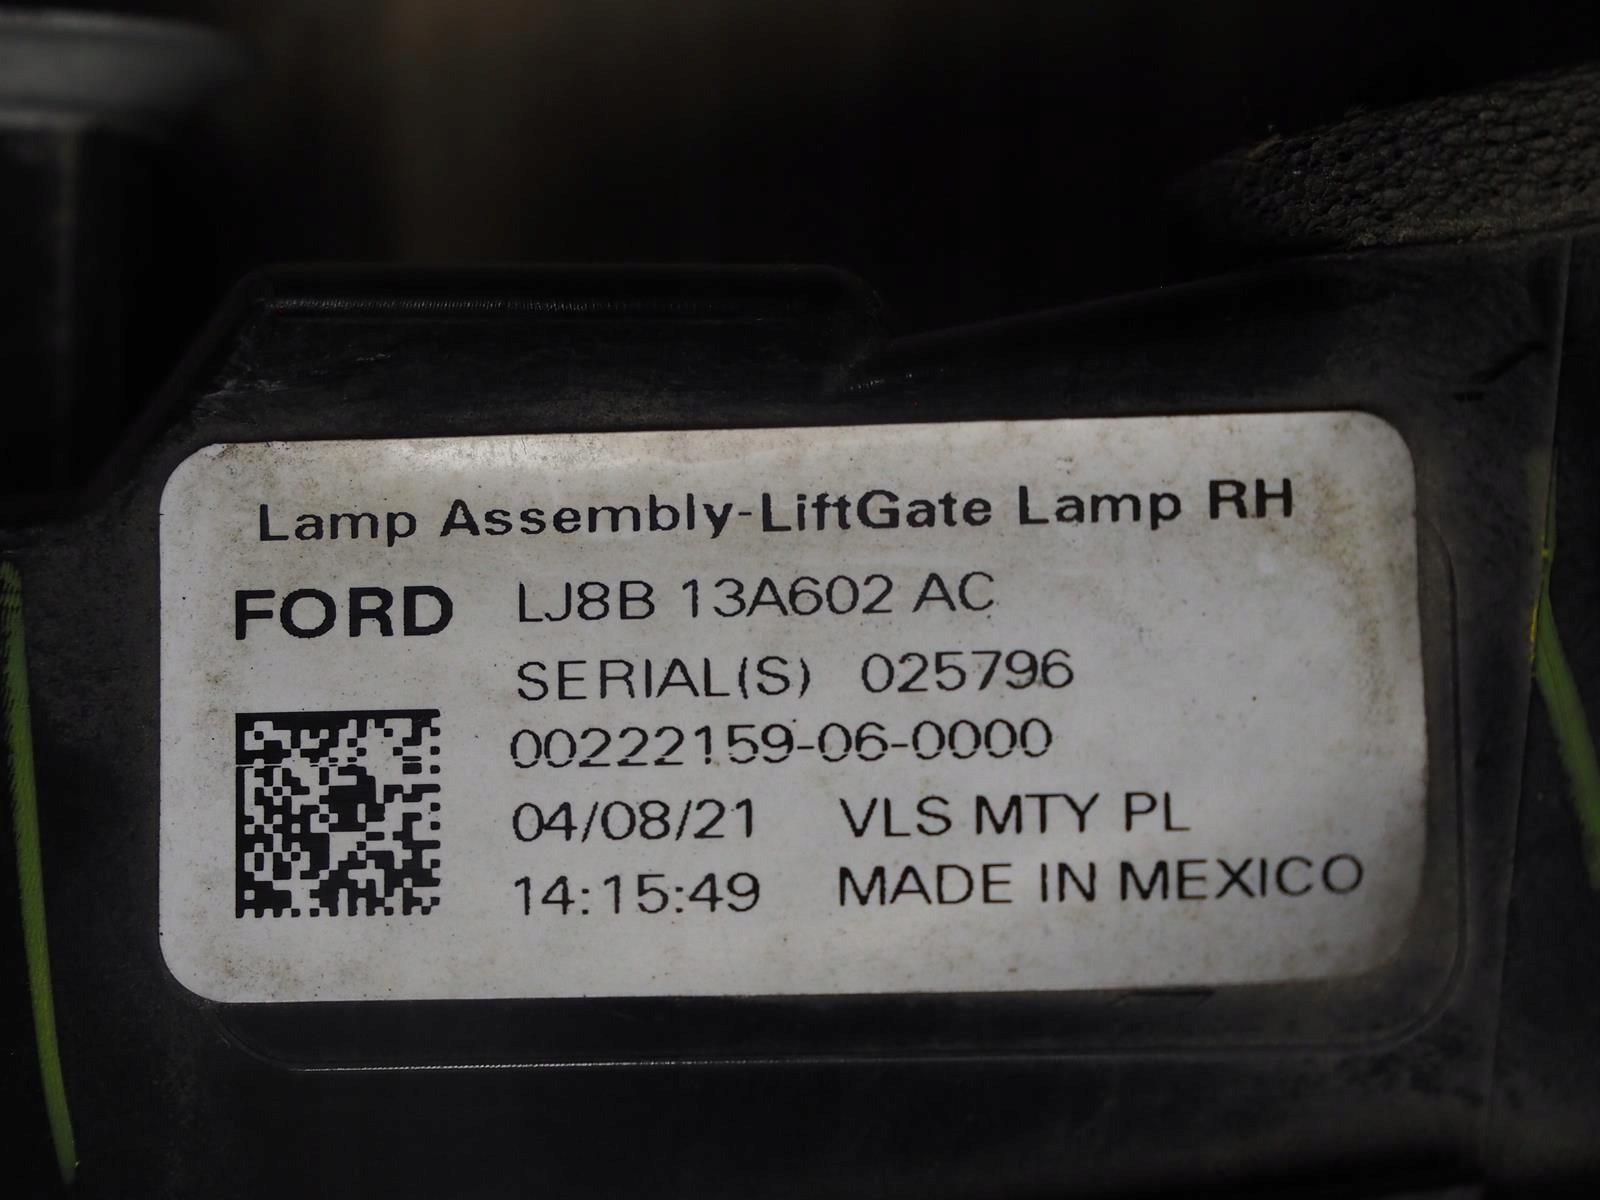 Lamp Assembly-LiftGate Lamp RH
FORD LJ8B 13A602 AC
SERIAL(S) 025796
00222159-06-0000
04/08/21 VLS MTY PL
14:15:49 MADE IN MEXICO